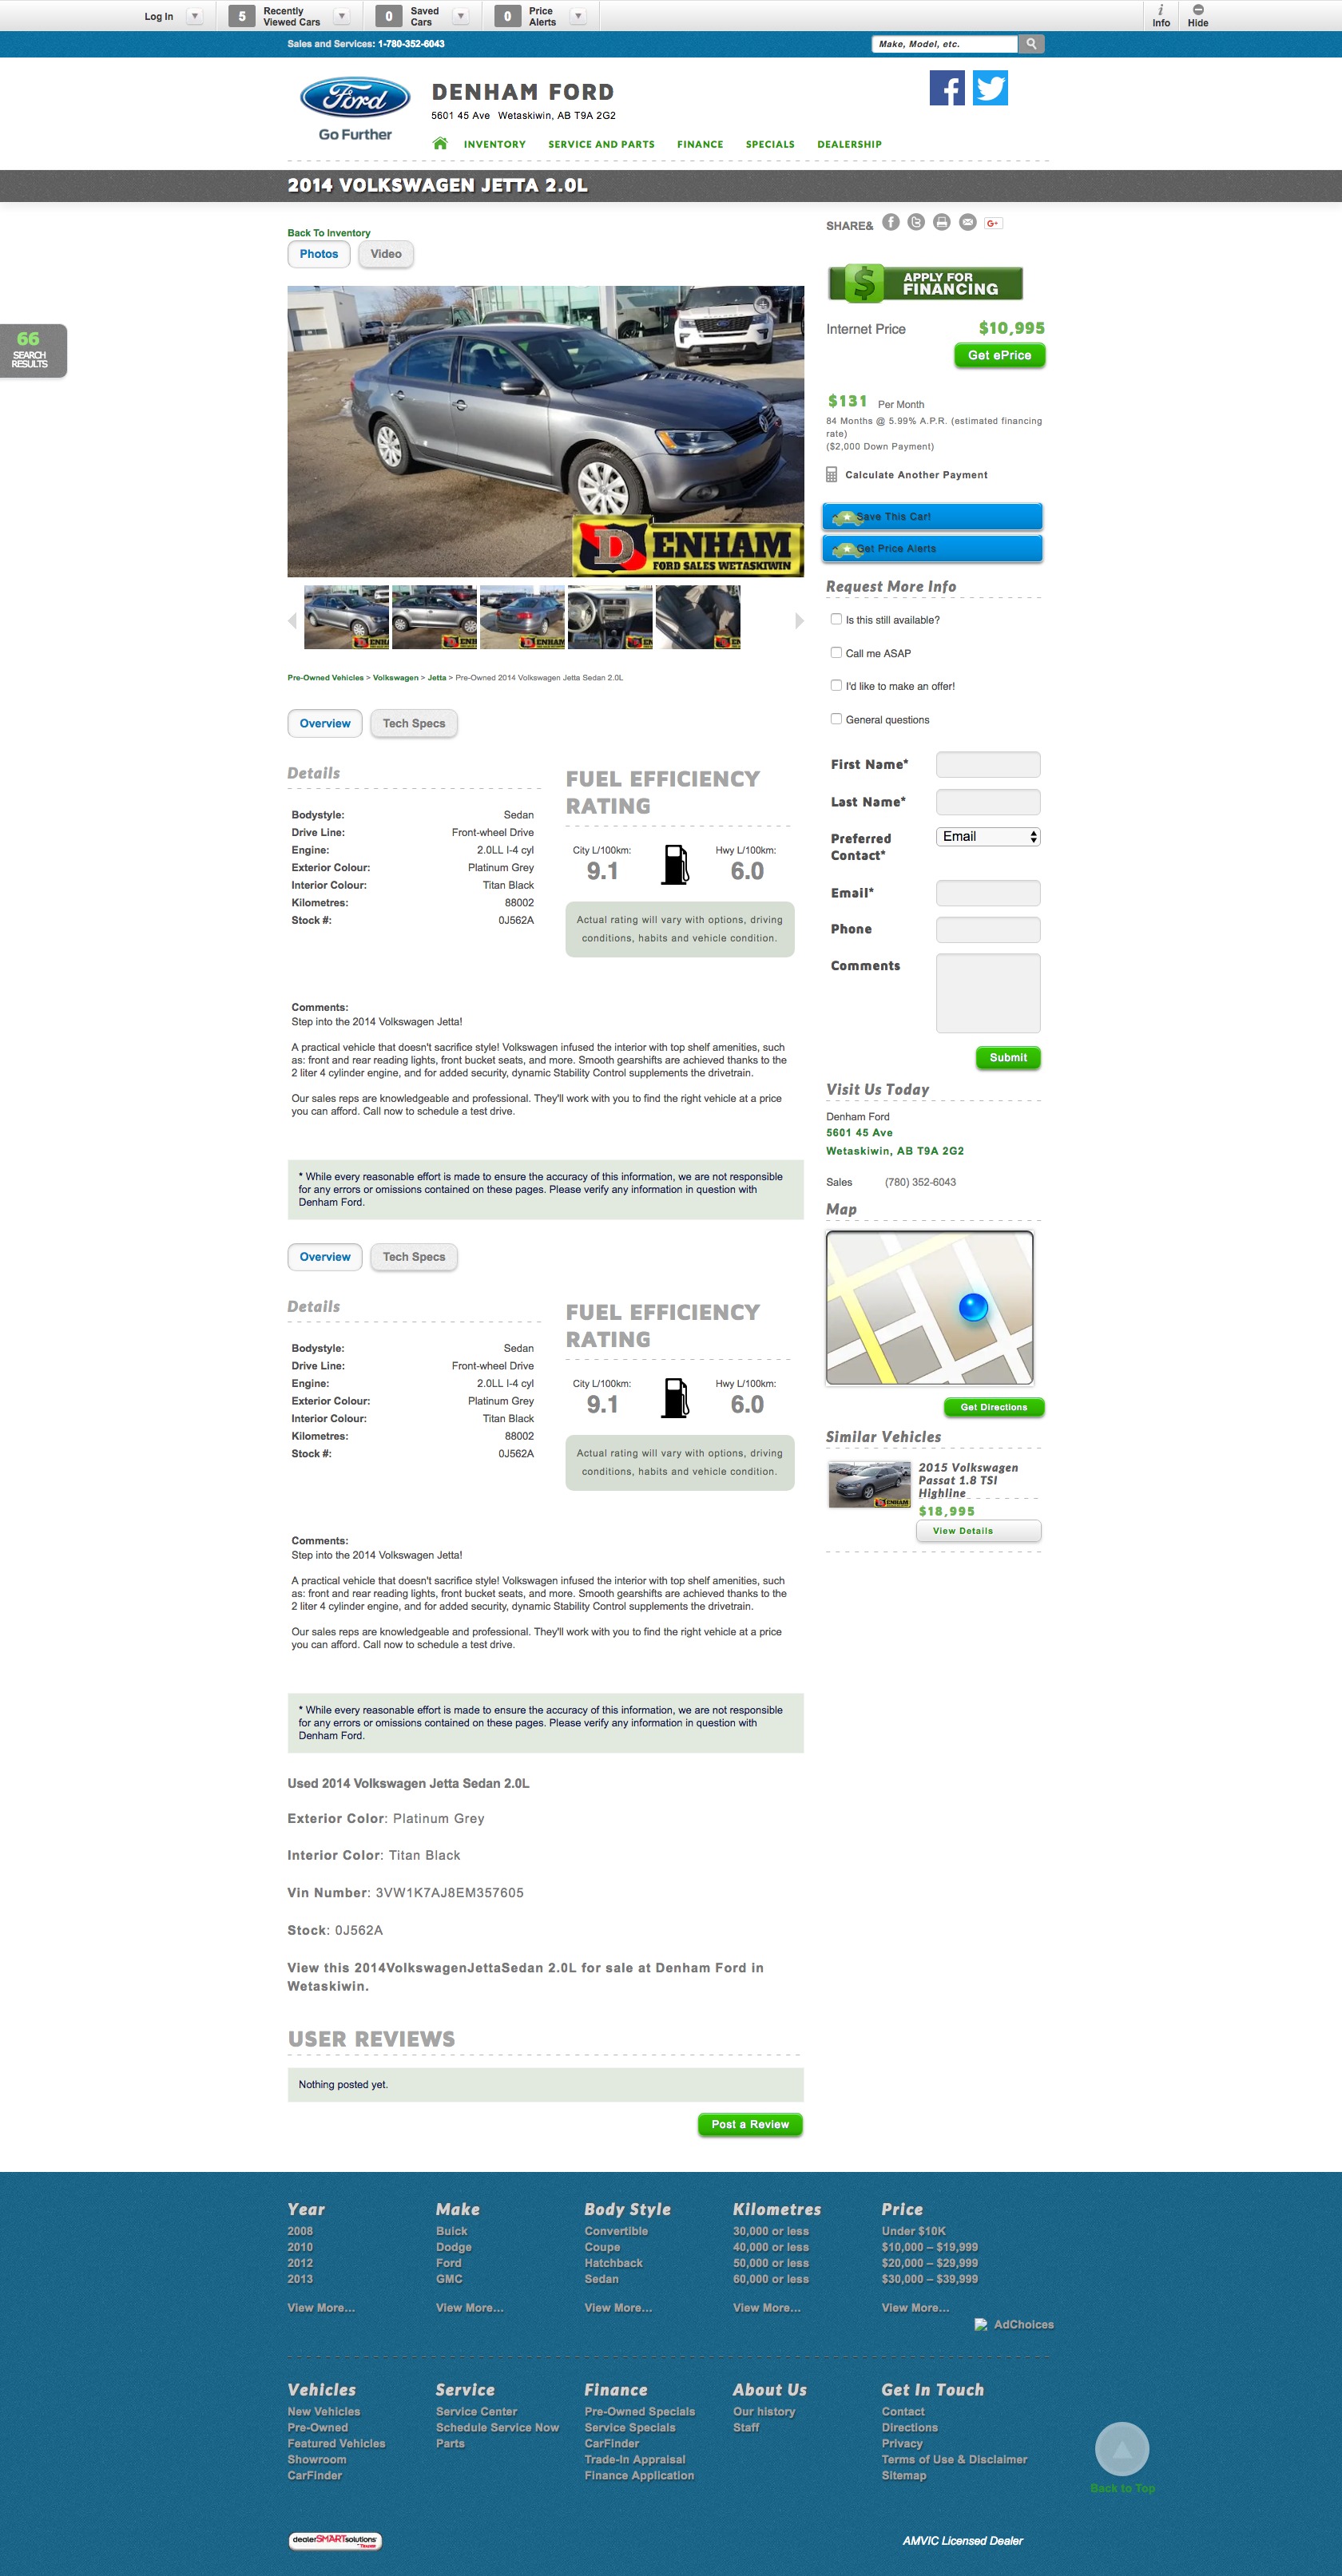 Log In
5
Recently
Viewed Cars
0
Saved
Cars
0
Price
Alerts
Info
Hide
Sales and Services: 1-780-352-6043
Make, Model, etc.
Ford
Go Further
DENHAM FORD
5601 45 Ave Wetaskiwin, AB T9A 2G2
INVENTORY
SERVICE AND PARTS
FINANCE
SPECIALS
DEALERSHIP
2014 VOLKSWAGEN JETTA 2.0L
Back To Inventory
Photos
Video
66
SEARCH
RESULTS
D ENHAM
FORD SALES WETASKIWIN
Pre-Owned Vehicles > Volkswagen > Jetta > Pre-Owned 2014 Volkswagen Jetta Sedan 2.0L
Overview
Tech Specs
Details
Bodystyle: Sedan
Drive Line: Front-wheel Drive
Engine: 2.0LL I-4 cyl
Exterior Colour: Platinum Grey
Interior Colour: Titan Black
Kilometres: 88002
Stock #: 0J562A
FUEL EFFICIENCY
RATING
City L/100km: Hwy L/100km:
9.1 6.0
Actual rating will vary with options, driving
conditions, habits and vehicle condition.
Comments:
Step into the 2014 Volkswagen Jetta!
A practical vehicle that doesn't sacrifice style! Volkswagen infused the interior with top shelf amenities, such
as: front and rear reading lights, front bucket seats, and more. Smooth gearshifts are achieved thanks to the
2 liter 4 cylinder engine, and for added security, dynamic Stability Control supplements the drivetrain.
Our sales reps are knowledgeable and professional. They'll work with you to find the right vehicle at a price
you can afford. Call now to schedule a test drive.
* While every reasonable effort is made to ensure the accuracy of this information, we are not responsible
for any errors or omissions contained on these pages. Please verify any information in question with
Denham Ford.
Overview
Tech Specs
Details
Bodystyle: Sedan
Drive Line: Front-wheel Drive
Engine: 2.0LL I-4 cyl
Exterior Colour: Platinum Grey
Interior Colour: Titan Black
Kilometres: 88002
Stock #: 0J562A
FUEL EFFICIENCY
RATING
City L/100km: Hwy L/100km:
9.1 6.0
Actual rating will vary with options, driving
conditions, habits and vehicle condition.
Comments:
Step into the 2014 Volkswagen Jetta!
A practical vehicle that doesn't sacrifice style! Volkswagen infused the interior with top shelf amenities, such
as: front and rear reading lights, front bucket seats, and more. Smooth gearshifts are achieved thanks to the
2 liter 4 cylinder engine, and for added security, dynamic Stability Control supplements the drivetrain.
Our sales reps are knowledgeable and professional. They'll work with you to find the right vehicle at a price
you can afford. Call now to schedule a test drive.
* While every reasonable effort is made to ensure the accuracy of this information, we are not responsible
for any errors or omissions contained on these pages. Please verify any information in question with
Denham Ford.
Used 2014 Volkswagen Jetta Sedan 2.0L
Exterior Color: Platinum Grey
Interior Color: Titan Black
Vin Number: 3VW1K7AJ8EM357605
Stock: 0J562A
View this 2014VolkswagenJettaSedan 2.0L for sale at Denham Ford in
Wetaskiwin.
USER REVIEWS
Nothing posted yet.
Post a Review
SHARE&
G+
$
APPLY FOR
FINANCING
Internet Price $10,995
Get ePrice
$131 Per Month
84 Months @ 5.99% A.P.R. (estimated financing
rate)
($2,000 Down Payment)
Calculate Another Payment
Save This Car!
Get Price Alerts
Request More Info
Is this still available?
Call me ASAP
I'd like to make an offer!
General questions
First Name*
Last Name*
Preferred
Contact*
Email
Email*
Phone
Comments
Submit
Visit Us Today
Denham Ford
5601 45 Ave
Wetaskiwin, AB T9A 2G2
Sales (780) 352-6043
Map
Get Directions
Similar Vehicles
2015 Volkswagen
Passat 1.8 TSI
Highline
$18,995
View Details
Year
2008
2010
2012
2013
View More...
Make
Buick
Dodge
Ford
GMC
View More...
Body Style
Convertible
Coupe
Hatchback
Sedan
View More...
Kilometres
30,000 or less
40,000 or less
50,000 or less
60,000 or less
View More...
Price
Under $10K
$10,000 – $19,999
$20,000 – $29,999
$30,000 – $39,999
View More...
AdChoices
Vehicles
New Vehicles
Pre-Owned
Featured Vehicles
Showroom
CarFinder
Service
Service Center
Schedule Service Now
Parts
Finance
Pre-Owned Specials
Service Specials
CarFinder
Trade-In Appraisal
Finance Application
About Us
Our history
Staff
Get In Touch
Contact
Directions
Privacy
Terms of Use & Disclaimer
Sitemap
Back to Top
dealerSMARTsolutions
AMVIC Licensed Dealer